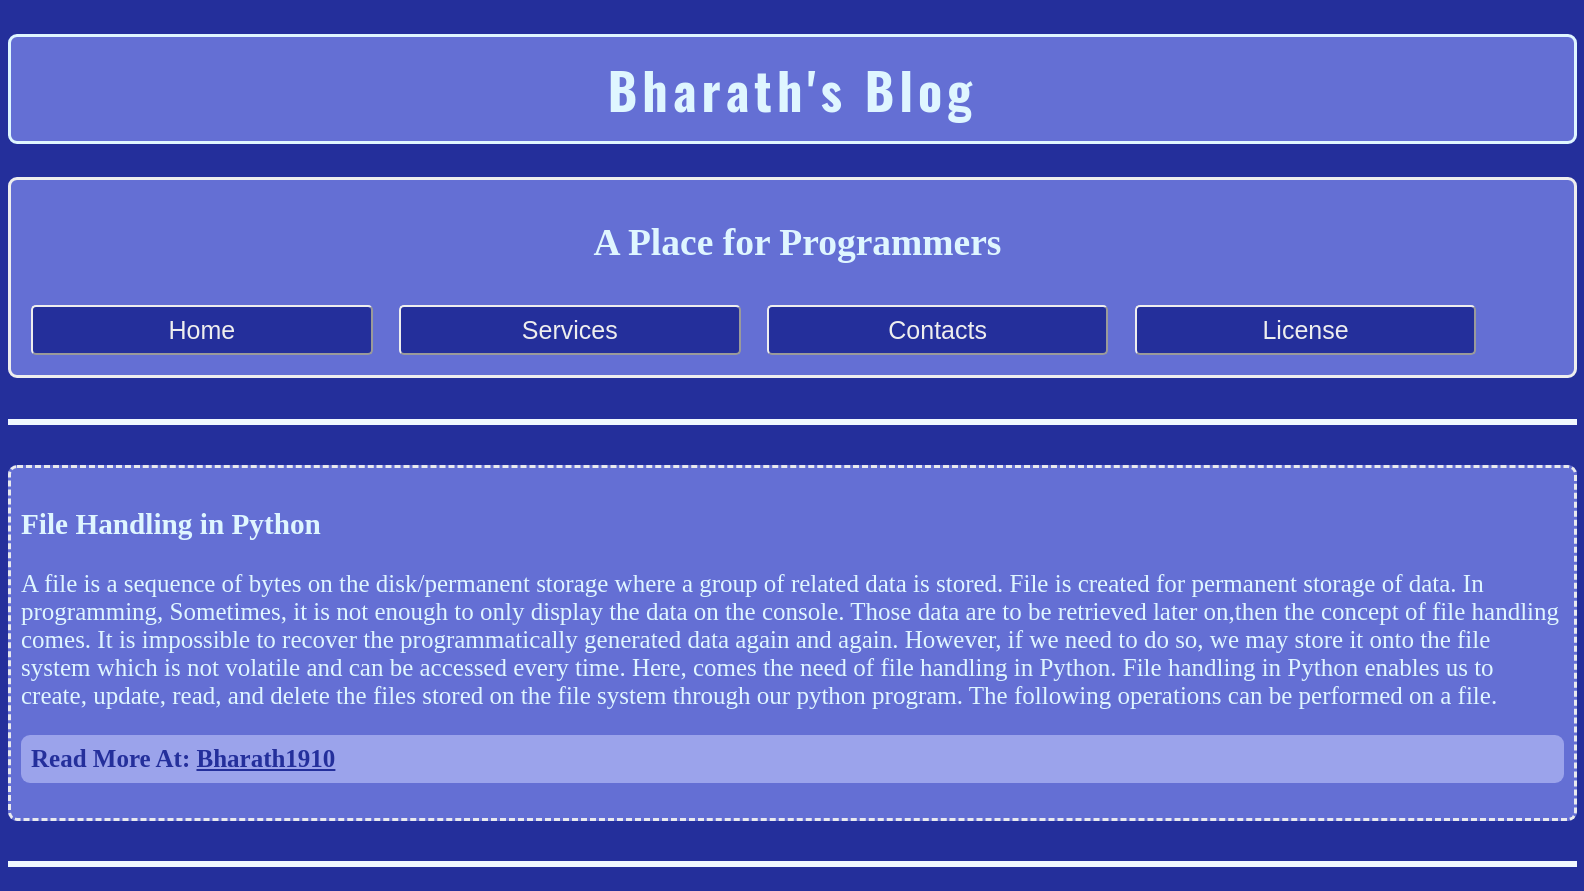 Bharath's Blog
A Place for Programmers
Home
Services
Contacts
License
File Handling in Python
A file is a sequence of bytes on the disk/permanent storage where a group of related data is stored. File is created for permanent storage of data. In
programming, Sometimes, it is not enough to only display the data on the console. Those data are to be retrieved later on,then the concept of file handling
comes. It is impossible to recover the programmatically generated data again and again. However, if we need to do so, we may store it onto the file
system which is not volatile and can be accessed every time. Here, comes the need of file handling in Python. File handling in Python enables us to
create, update, read, and delete the files stored on the file system through our python program. The following operations can be performed on a file.
Read More At: Bharath1910